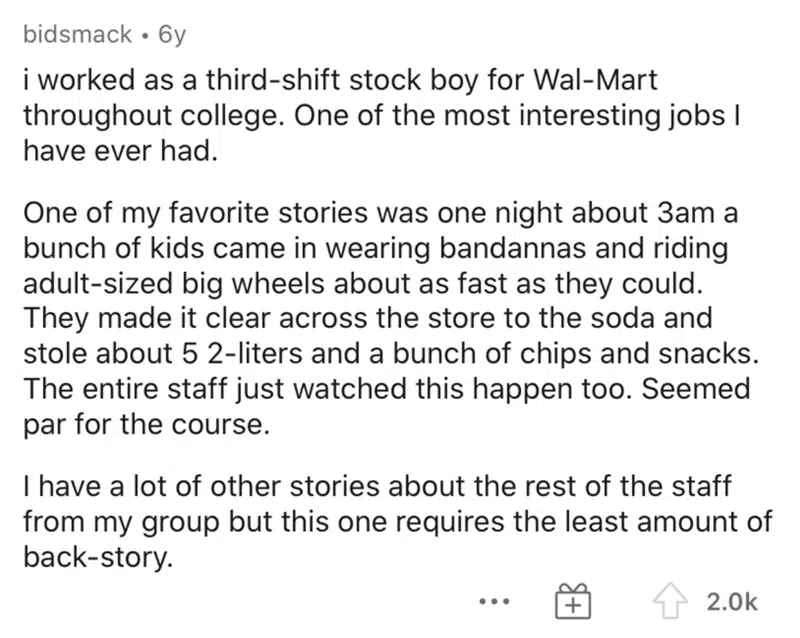 bidsmack • 6y
i worked as a third-shift stock boy for Wal-Mart
throughout college. One of the most interesting jobs I
have ever had.
One of my favorite stories was one night about 3am a
bunch of kids came in wearing bandannas and riding
adult-sized big wheels about as fast as they could.
They made it clear across the store to the soda and
stole about 5 2-liters and a bunch of chips and snacks.
The entire staff just watched this happen too. Seemed
par for the course.
I have a lot of other stories about the rest of the staff
from my group but this one requires the least amount of
back-story.
2.0k